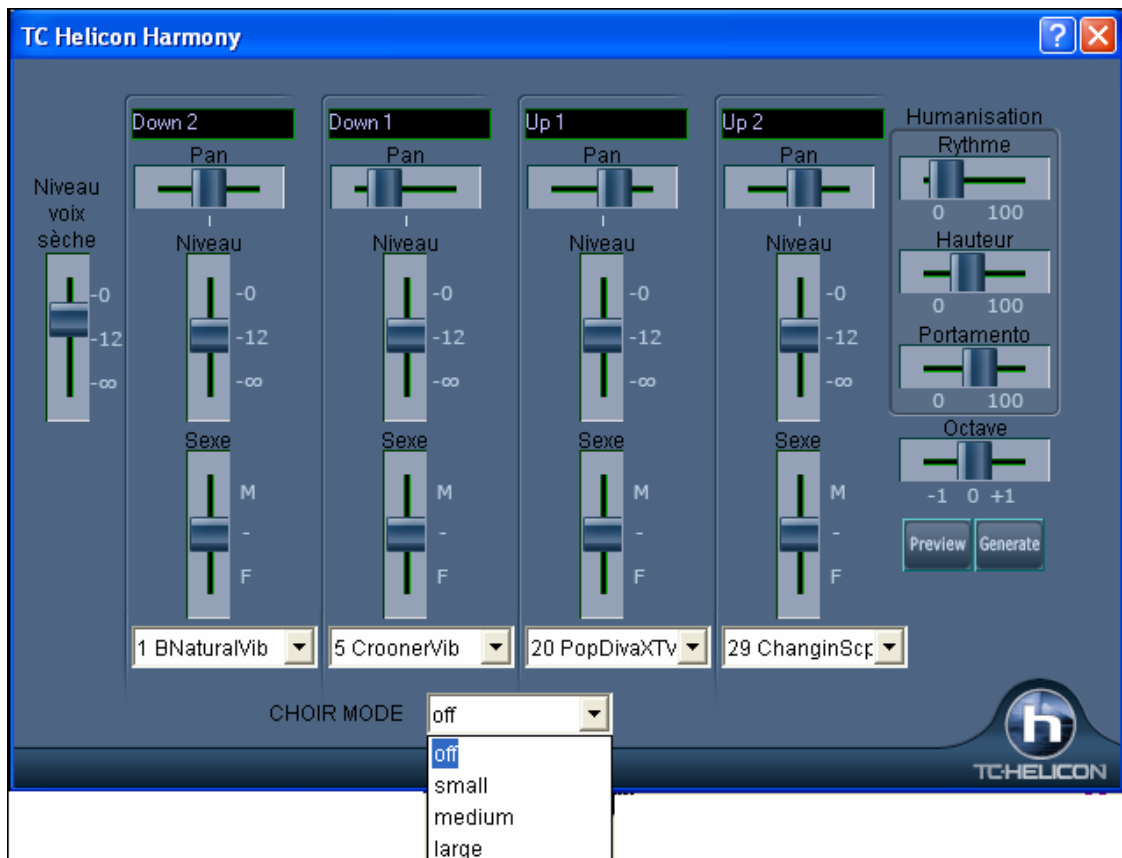 TC Helicon Harmony
?
Niveau
voix
sèche
-0
-12
-∞
Down 2
Pan
Niveau
-0
-12
-∞
Sexe
M
-
F
1 BNaturalVib
Down 1
Pan
Niveau
-0
-12
-∞
Sexe
M
-
F
5 CroonerVib
Up 1
Pan
Niveau
-0
-12
-∞
Sexe
M
-
F
20 PopDivaXTV
Up 2
Pan
Niveau
-0
-12
-∞
Sexe
M
-
F
29 ChanginScp
Humanisation
Rythme
0 100
Hauteur
0 100
Portamento
0 100
Octave
-1 0 +1
Preview Generate
CHOIR MODE off
off
small
medium
large
h
TC•HELICON